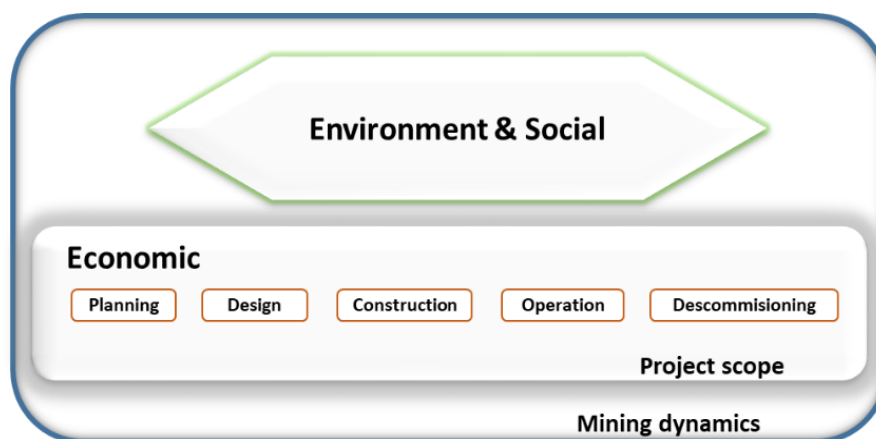 Environment & Social
Economic
Planning Design Construction Operation Descommisioning
Project scope
Mining dynamics